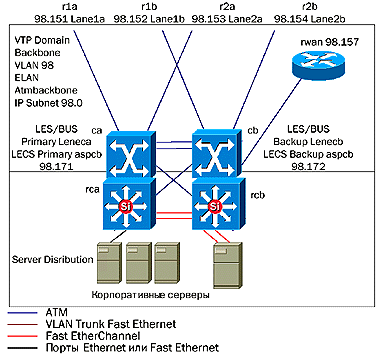 r1a r1b r2a r2b
98.151 Lane1a 98.152 Lane1b 98.153 Lane2a 98.154 Lane2b
VTP Domain
Backbone
VLAN 98
ELAN
Atmbackbone
IP Subnet 98.0
rwan 98.157
LES/BUS
Primary Leneca
LECS Primary aspcb
98.171
ca
cb
LES/BUS
Backup Lenecb
LECS Backup aspcb
98.172
rca
Si
Si
rcb
Server Disribution
Корпоративные серверы
ATM
VLAN Trunk Fast Ethernet
Fast EtherChannel
Порты Ethernet или Fast Ethernet